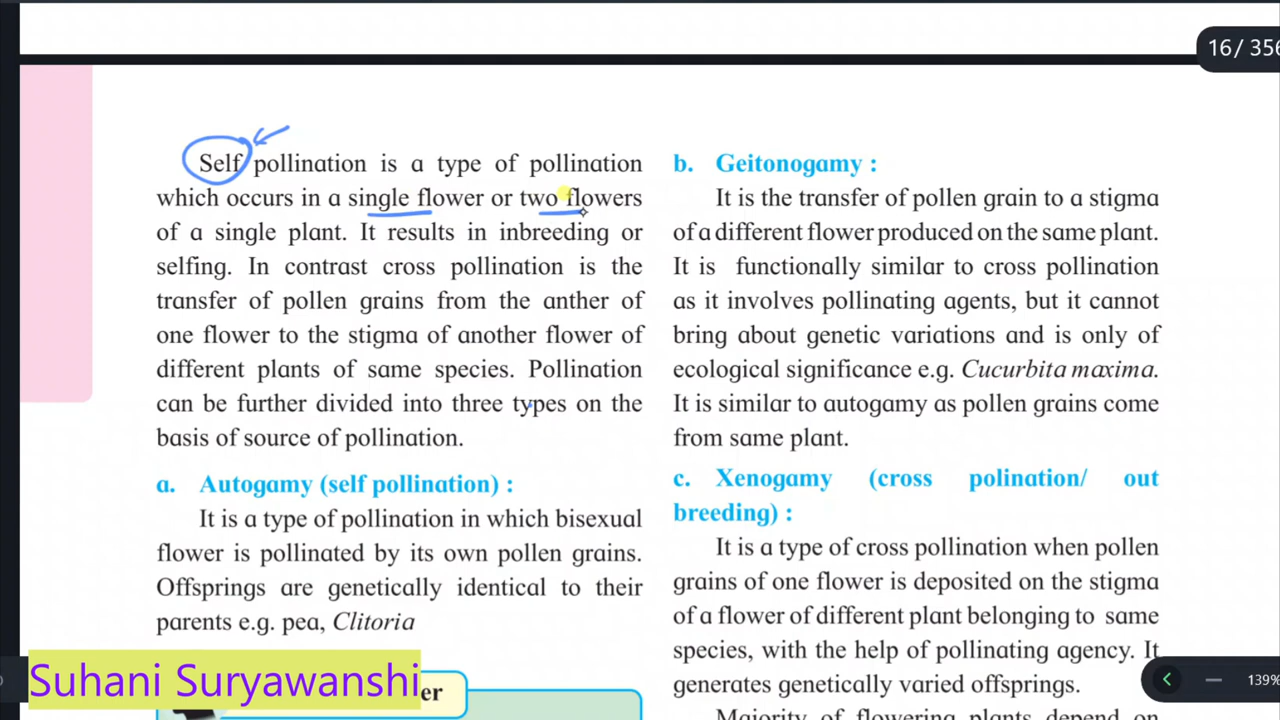 16 / 356
Self pollination is a type of pollination
which occurs in a single flower or two flowers
of a single plant. It results in inbreeding or
selfing. In contrast cross pollination is the
transfer of pollen grains from the anther of
one flower to the stigma of another flower of
different plants of same species. Pollination
can be further divided into three types on the
basis of source of pollination.
a. Autogamy (self pollination) :
It is a type of pollination in which bisexual
flower is pollinated by its own pollen grains.
Offsprings are genetically identical to their
parents e.g. pea, Clitoria
b. Geitonogamy :
It is the transfer of pollen grain to a stigma
of a different flower produced on the same plant.
It is functionally similar to cross pollination
as it involves pollinating agents, but it cannot
bring about genetic variations and is only of
ecological significance e.g. Cucurbita maxima.
It is similar to autogamy as pollen grains come
from same plant.
c. Xenogamy (cross polination/ out
breeding) :
It is a type of cross pollination when pollen
grains of one flower is deposited on the stigma
of a flower of different plant belonging to same
species, with the help of pollinating agency. It
generates genetically varied offsprings.
Majority of flowering plants depend on
Suhani Suryawanshi
er
139%